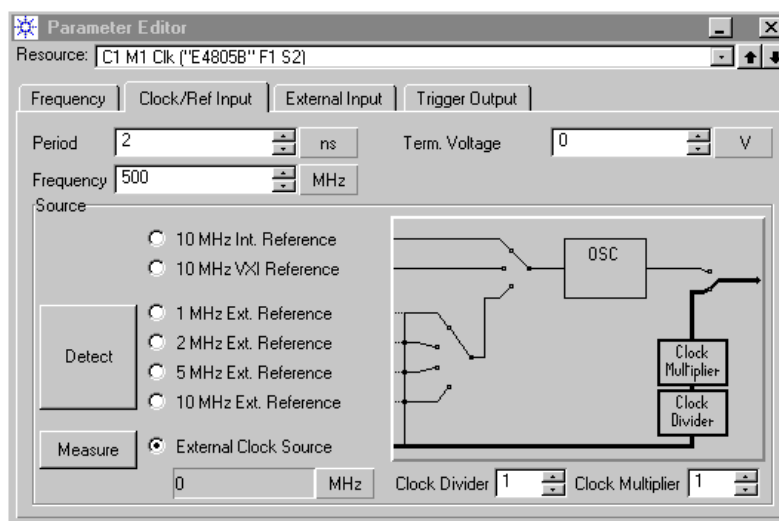 Parameter Editor
Resource: C1 M1 Clk ("E4805B" F1 S2)
Frequency Clock/Ref Input External Input Trigger Output
Period 2 ns Term. Voltage 0 V
Frequency 500 MHz
Source
10 MHz Int. Reference
10 MHz VXI Reference
OSC
1 MHz Ext. Reference
2 MHz Ext. Reference
Detect
5 MHz Ext. Reference
10 MHz Ext. Reference
Clock
Multiplier
Clock
Divider
Measure External Clock Source
0 MHz Clock Divider 1 Clock Multiplier 1